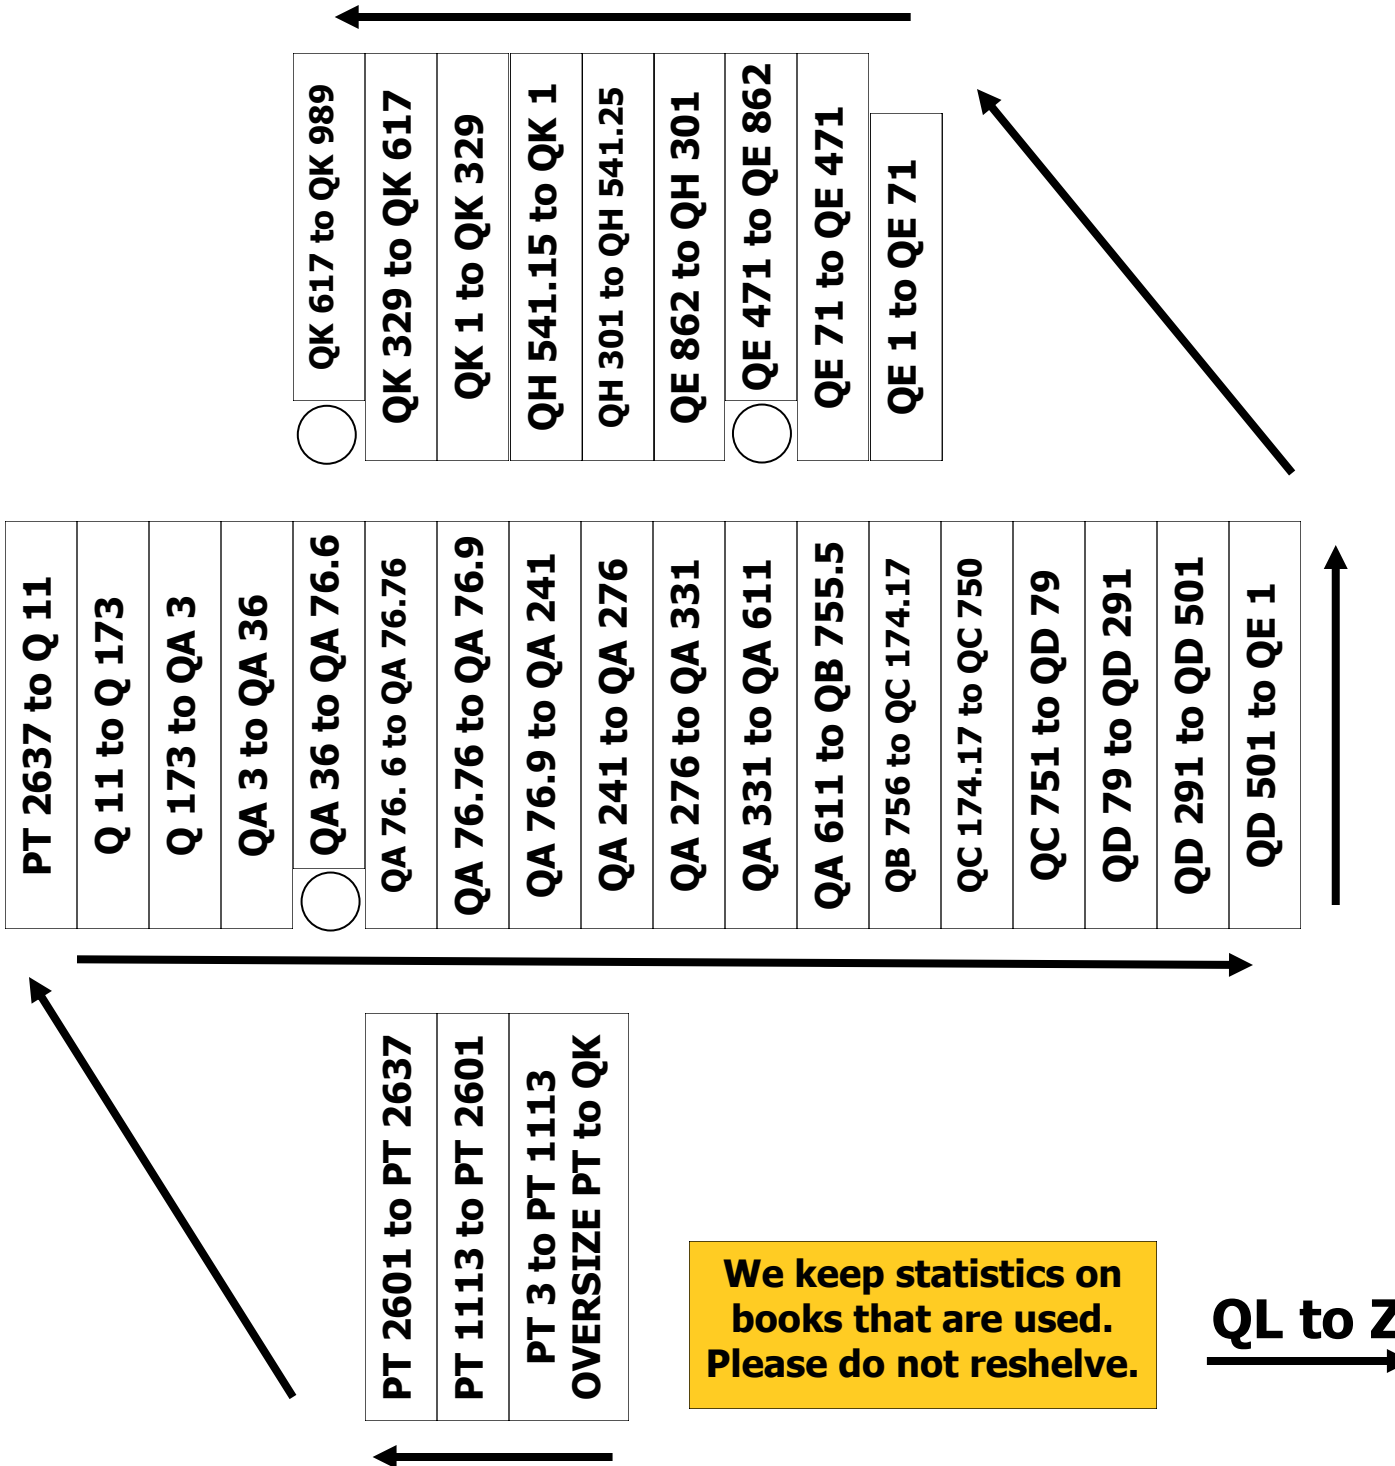 QK 617 to QK 989
QK 329 to QK 617
QK 1 to QK 329
QH 541.15 to QK 1
QH 301 to QH 541.25
QE 862 to QH 301
QE 471 to QE 862
QE 71 to QE 471
QE 1 to QE 71
PT 2637 to Q 11
Q 11 to Q 173
Q 173 to QA 3
QA 3 to QA 36
QA 36 to QA 76.6
QA 76. 6 to QA 76.76
QA 76.76 to QA 76.9
QA 76.9 to QA 241
QA 241 to QA 276
QA 276 to QA 331
QA 331 to QA 611
QA 611 to QB 755.5
QB 756 to QC 174.17
QC 174.17 to QC 750
QC 751 to QD 79
QD 79 to QD 291
QD 291 to QD 501
QD 501 to QE 1
PT 2601 to PT 2637
PT 1113 to PT 2601
PT 3 to PT 1113
OVERSIZE PT to QK
We keep statistics on
books that are used.
Please do not reshelve.
QL to Z